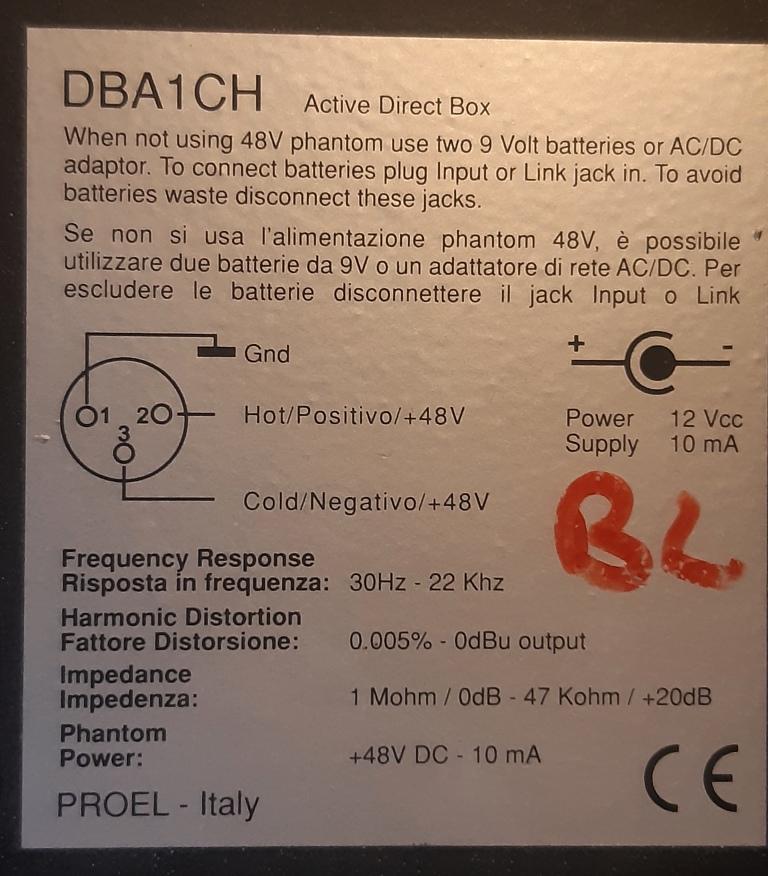 DBA1CH Active Direct Box
When not using 48V phantom use two 9 Volt batteries or AC/DC
adaptor. To connect batteries plug Input or Link jack in. To avoid
batteries waste disconnect these jacks.
Se non si usa l'alimentazione phantom 48V, è possibile
utilizzare due batterie da 9V o un adattatore di rete AC/DC. Per
escludere le batterie disconnettere il jack Input o Link
Gnd
+ -
1 2 Hot/Positivo/+48V
3
Power 12 Vcc
Supply 10 mA
Cold/Negativo/+48V
BL
Frequency Response
Risposta in frequenza: 30Hz - 22 Khz
Harmonic Distortion
Fattore Distorsione: 0.005% - 0dBu output
Impedance
Impedenza: 1 Mohm / 0dB - 47 Kohm / +20dB
Phantom
Power: +48V DC - 10 mA
PROEL - Italy
CE